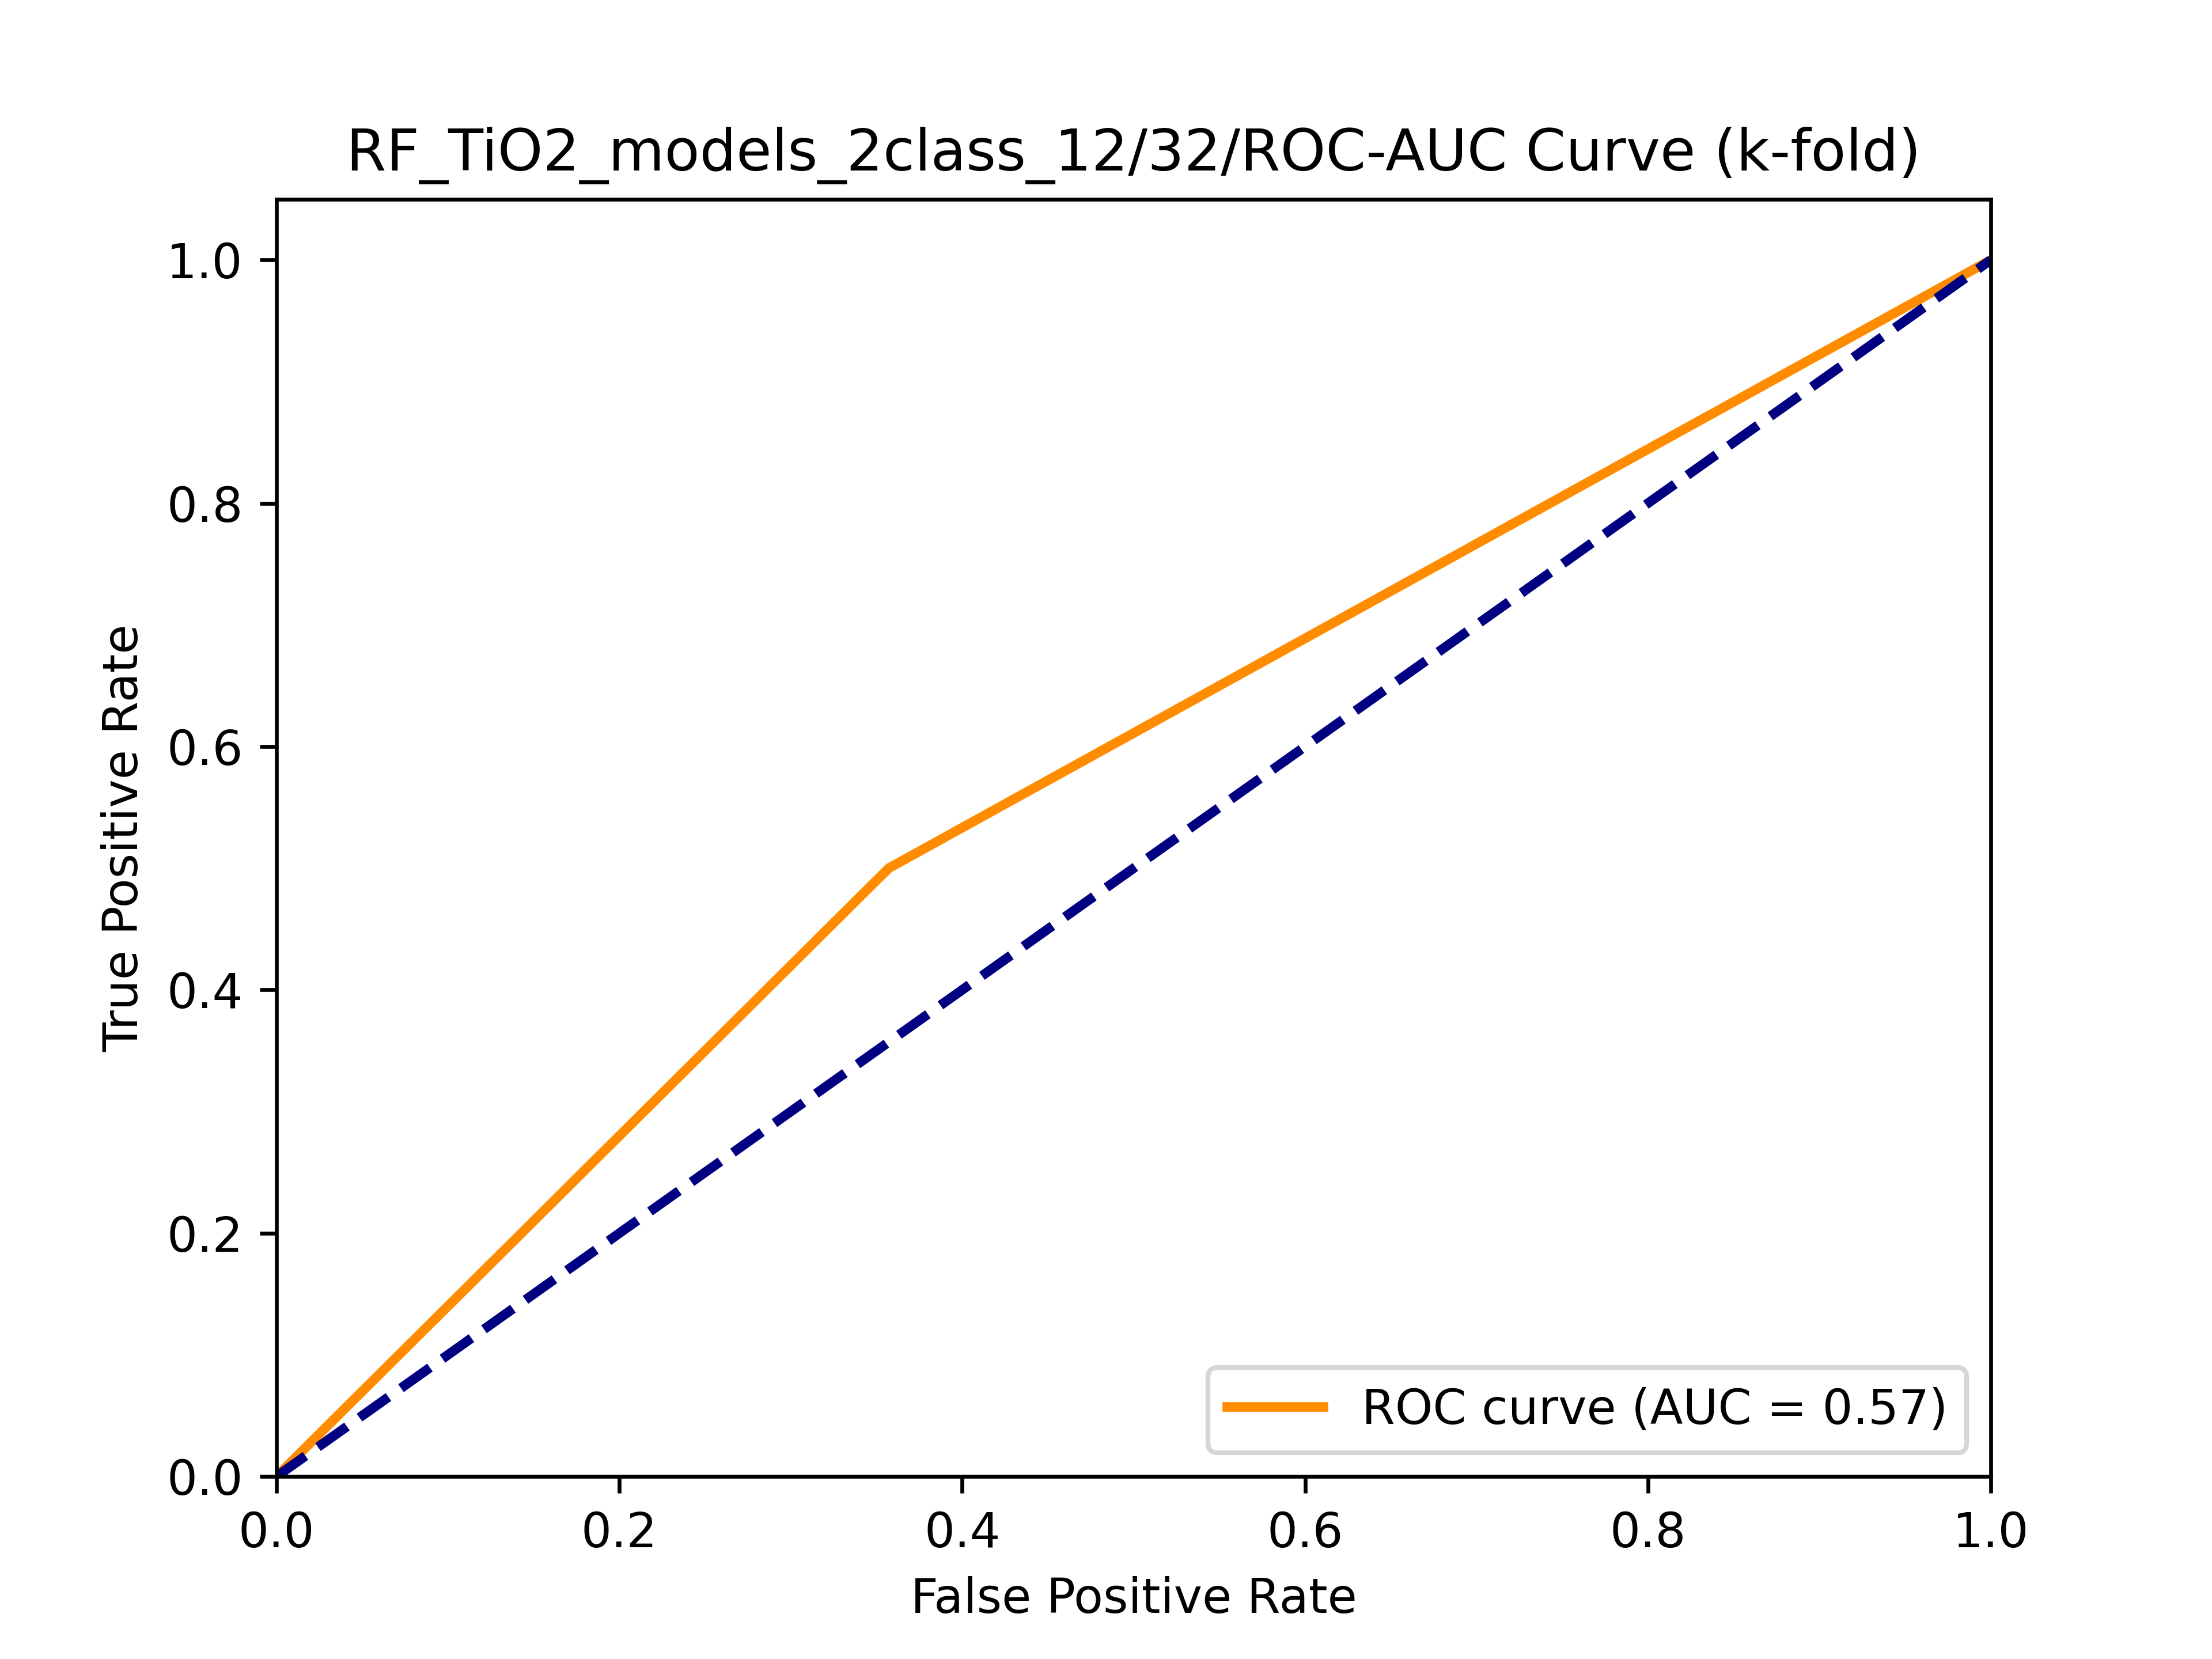 RF_TiO2_models_2class_12/32/ROC-AUC Curve (k-fold)
True Positive Rate
1.0
0.8
0.6
0.4
0.2
0.0
ROC curve (AUC = 0.57)
0.0 0.2 0.4 0.6 0.8 1.0
False Positive Rate